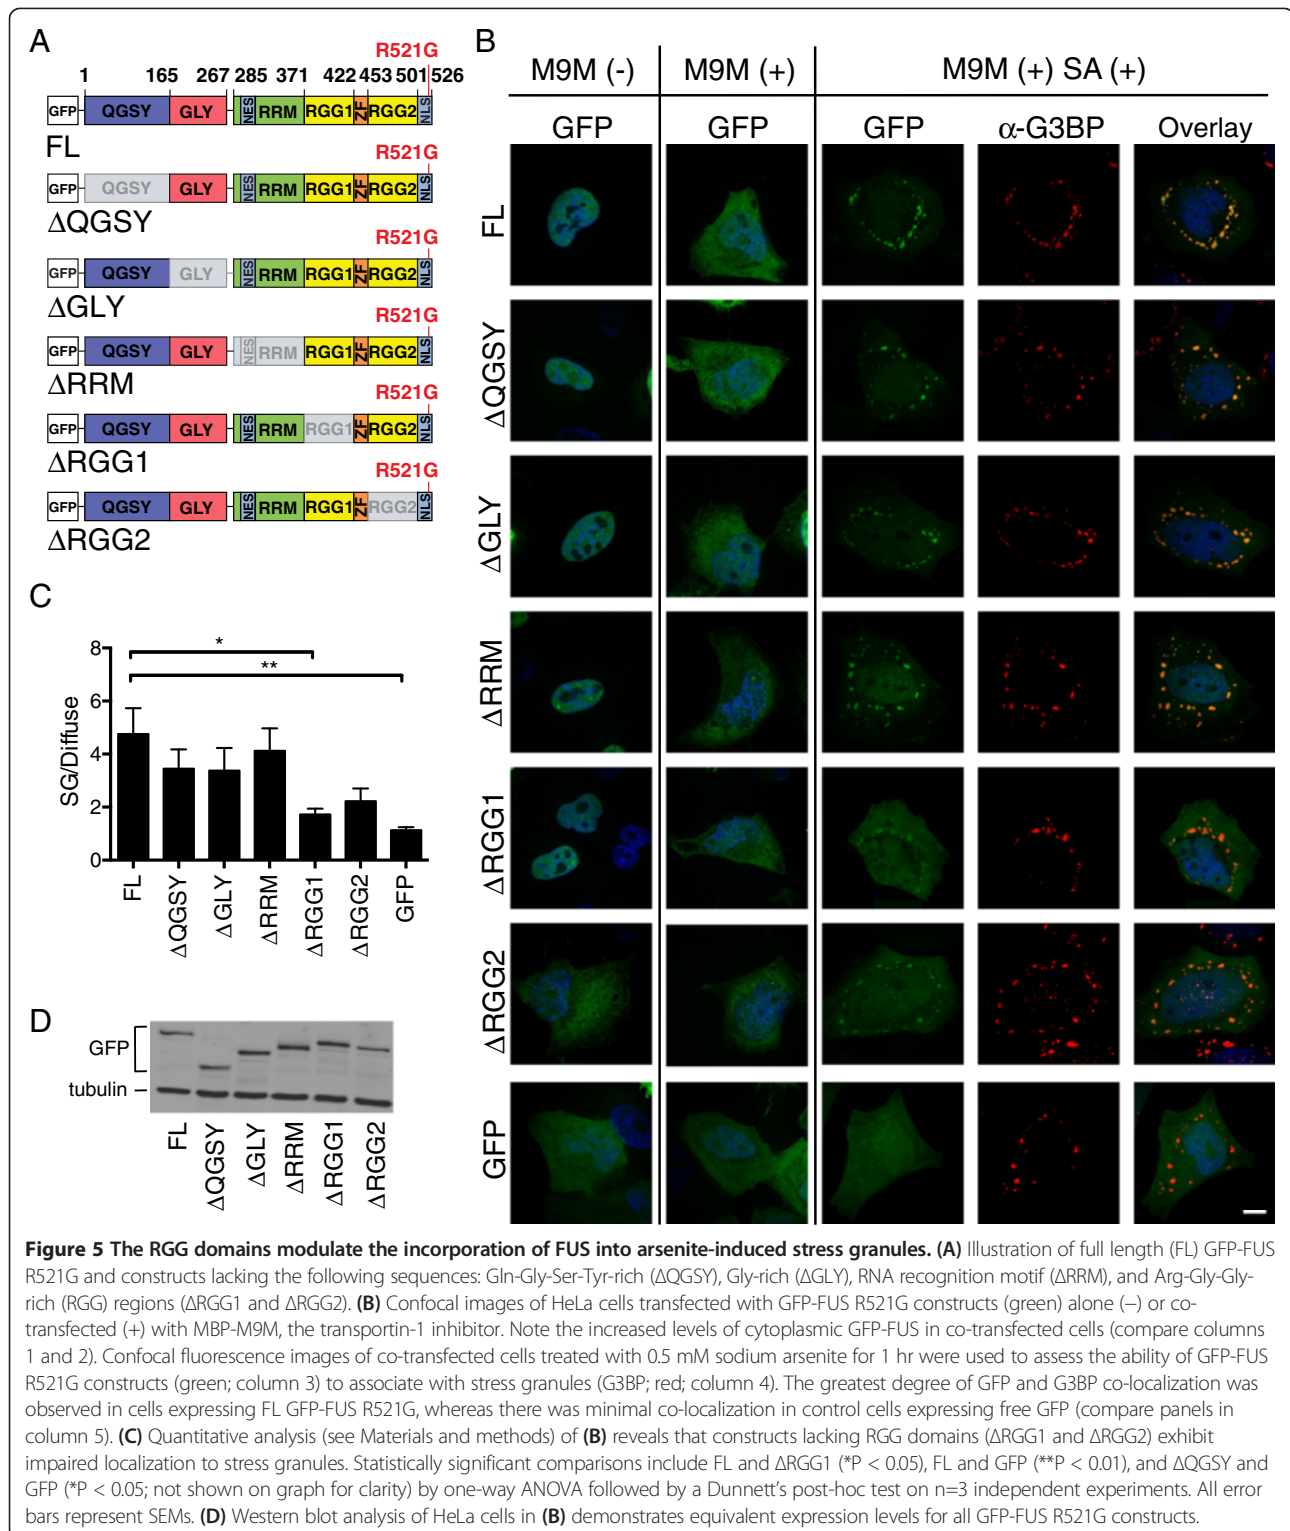 A
R521G
1 165 267 285 371 422 453 501 526
GFP QGSY GLY NES RRM RGG1 ZF RGG2 NLS
FL
R521G
GFP QGSY GLY NES RRM RGG1 ZF RGG2 NLS
ΔQGSY
R521G
GFP QGSY GLY NES RRM RGG1 ZF RGG2 NLS
ΔGLY
R521G
GFP QGSY GLY NES RRM RGG1 ZF RGG2 NLS
ΔRRM
R521G
GFP QGSY GLY NES RRM RGG1 ZF RGG2 NLS
ΔRGG1
R521G
GFP QGSY GLY NES RRM RGG1 ZF RGG2 NLS
ΔRGG2
B
M9M (-) M9M (+) M9M (+) SA (+)
GFP GFP GFP α-G3BP Overlay
FL
ΔQGSY
ΔGLY
ΔRRM
ΔRGG1
ΔRGG2
GFP
C
SG/Diffuse
8
6
4
2
0
*
**
FL ΔQGSY ΔGLY ΔRRM ΔRGG1 ΔRGG2 GFP
D
GFP
tubulin
FL ΔQGSY ΔGLY ΔRRM ΔRGG1 ΔRGG2
Figure 5 The RGG domains modulate the incorporation of FUS into arsenite-induced stress granules. (A) Illustration of full length (FL) GFP-FUS
R521G and constructs lacking the following sequences: Gln-Gly-Ser-Tyr-rich (ΔQGSY), Gly-rich (ΔGLY), RNA recognition motif (ΔRRM), and Arg-Gly-Gly-
rich (RGG) regions (ΔRGG1 and ΔRGG2). (B) Confocal images of HeLa cells transfected with GFP-FUS R521G constructs (green) alone (−) or co-
transfected (+) with MBP-M9M, the transportin-1 inhibitor. Note the increased levels of cytoplasmic GFP-FUS in co-transfected cells (compare columns
1 and 2). Confocal fluorescence images of co-transfected cells treated with 0.5 mM sodium arsenite for 1 hr were used to assess the ability of GFP-FUS
R521G constructs (green; column 3) to associate with stress granules (G3BP; red; column 4). The greatest degree of GFP and G3BP co-localization was
observed in cells expressing FL GFP-FUS R521G, whereas there was minimal co-localization in control cells expressing free GFP (compare panels in
column 5). (C) Quantitative analysis (see Materials and methods) of (B) reveals that constructs lacking RGG domains (ΔRGG1 and ΔRGG2) exhibit
impaired localization to stress granules. Statistically significant comparisons include FL and ΔRGG1 (*P < 0.05), FL and GFP (**P < 0.01), and ΔQGSY and
GFP (*P < 0.05; not shown on graph for clarity) by one-way ANOVA followed by a Dunnett's post-hoc test on n=3 independent experiments. All error
bars represent SEMs. (D) Western blot analysis of HeLa cells in (B) demonstrates equivalent expression levels for all GFP-FUS R521G constructs.